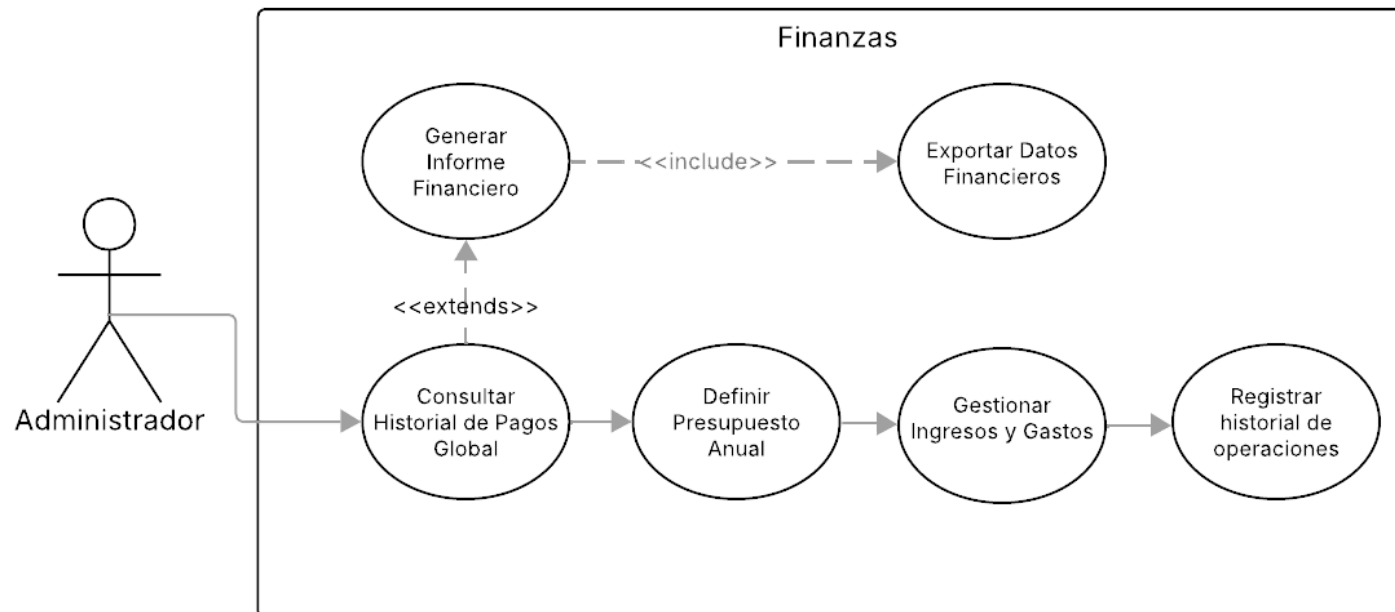 Finanzas
Generar
Informe
Financiero
<<include>>
Exportar Datos
Financieros
<<extends>>
Administrador
Consultar
Historial de Pagos
Global
Definir
Presupuesto
Anual
Gestionar
Ingresos y Gastos
Registrar
historial de
operaciones